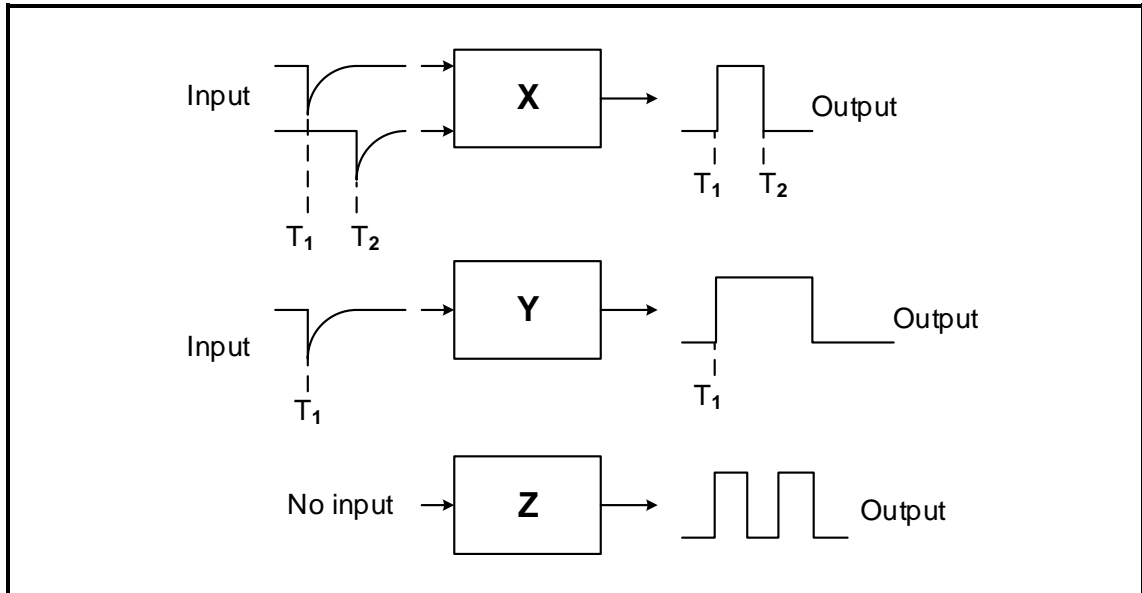 Input
X
Output
T₁ T₂
T₁ T₂
Input
Y
Output
T₁
T₁
No input
Z
Output